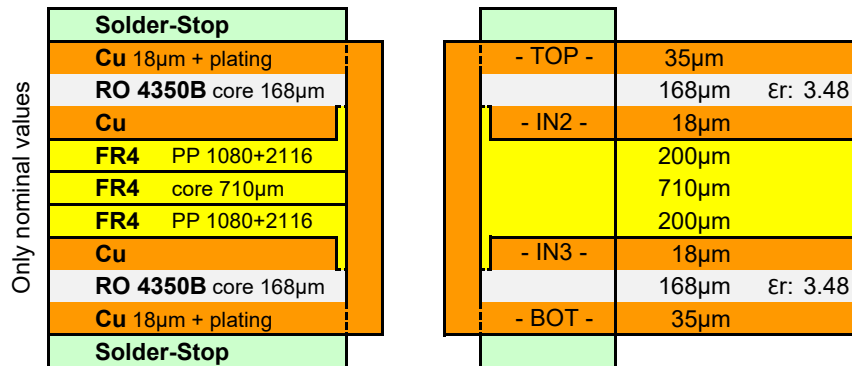 Only nominal values
Solder-Stop
Cu 18µm + plating - TOP - 35µm
RO 4350B core 168µm 168µm Ɛr: 3.48
Cu - IN2 - 18µm
FR4 PP 1080+2116 200µm
FR4 core 710µm 710µm
FR4 PP 1080+2116 200µm
Cu - IN3 - 18µm
RO 4350B core 168µm 168µm Ɛr: 3.48
Cu 18µm + plating - BOT - 35µm
Solder-Stop